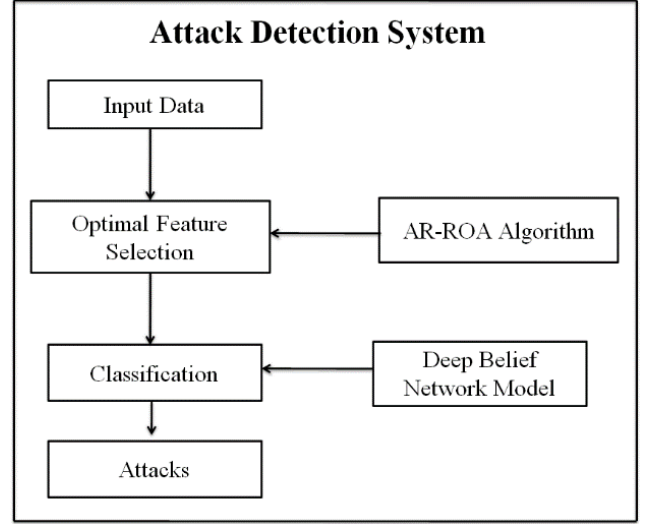 Attack Detection System
Input Data
Optimal Feature
Selection
AR-ROA Algorithm
Classification
Deep Belief
Network Model
Attacks